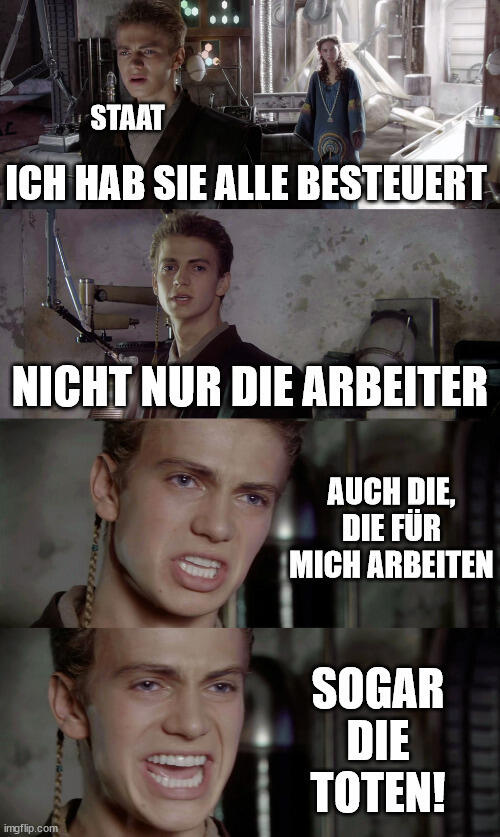 STAAT
ICH HAB SIE ALLE BESTEUERT
NICHT NUR DIE ARBEITER
AUCH DIE,
DIE FÜR
MICH ARBEITEN
SOGAR
DIE
TOTEN!
imgflip.com